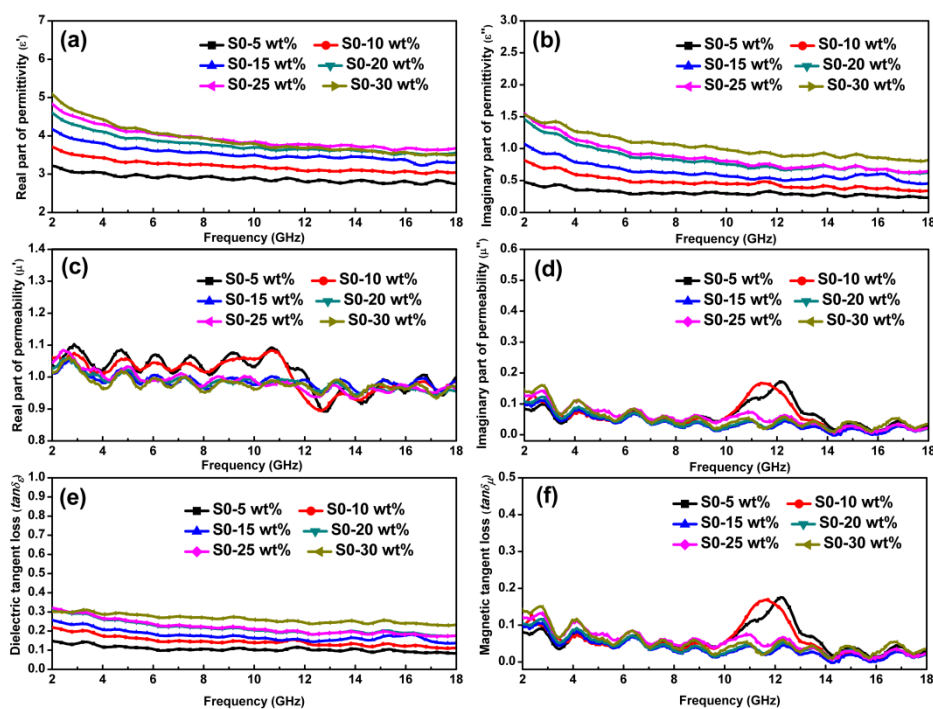 (a)
S0-5 wt% S0-10 wt%
S0-15 wt% S0-20 wt%
S0-25 wt% S0-30 wt%
Real part of permittivity (ε')
7
6
5
4
3
2
2 4 6 8 10 12 14 16 18
Frequency (GHz)
(b)
S0-5 wt% S0-10 wt%
S0-15 wt% S0-20 wt%
S0-25 wt% S0-30 wt%
Imaginary part of permittivity (ε'')
3.0
2.5
2.0
1.5
1.0
0.5
0.0
2 4 6 8 10 12 14 16 18
Frequency (GHz)
(c)
S0-5 wt% S0-10 wt%
S0-15 wt% S0-20 wt%
S0-25 wt% S0-30 wt%
Real part of permeability (μ')
1.4
1.3
1.2
1.1
1.0
0.9
0.8
2 4 6 8 10 12 14 16 18
Frequency (GHz)
(d)
S0-5 wt% S0-10 wt%
S0-15 wt% S0-20 wt%
S0-25 wt% S0-30 wt%
Imaginary part of permeability (μ'')
0.6
0.5
0.4
0.3
0.2
0.1
0.0
2 4 6 8 10 12 14 16 18
Frequency (GHz)
(e)
S0-5 wt% S0-10 wt%
S0-15 wt% S0-20 wt%
S0-25 wt% S0-30 wt%
Dielectric tangent loss (tanδε)
1.0
0.9
0.8
0.7
0.6
0.5
0.4
0.3
0.2
0.1
0.0
2 4 6 8 10 12 14 16 18
Frequency (GHz)
(f)
S0-5 wt% S0-10 wt%
S0-15 wt% S0-20 wt%
S0-25 wt% S0-30 wt%
Magnetic tangent loss (tanδμ)
0.5
0.4
0.3
0.2
0.1
0.0
2 4 6 8 10 12 14 16 18
Frequency (GHz)